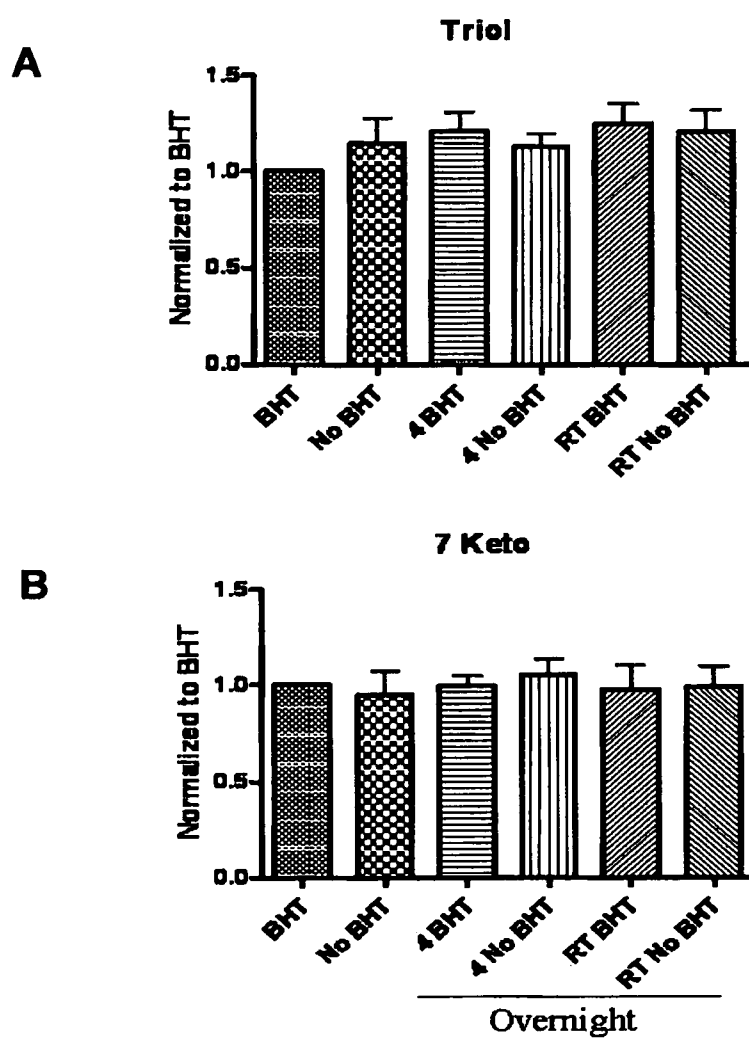 A
Triol
Normalized to BHT
1.5
1.0
0.5
0.0
BHT
No BHT
4 BHT
4 No BHT
RT BHT
RT No BHT
B
7 Keto
Normalized to BHT
1.5
1.0
0.5
0.0
BHT
No BHT
4 BHT
4 No BHT
RT BHT
RT No BHT
Overnight